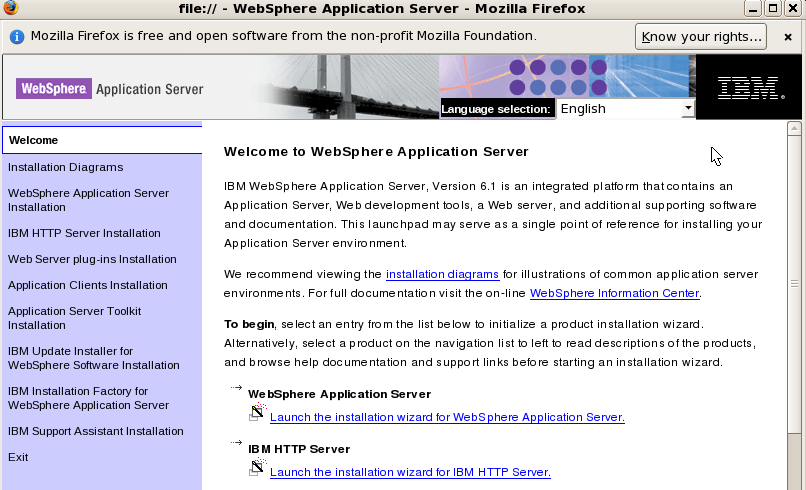 file:// - WebSphere Application Server - Mozilla Firefox
Mozilla Firefox is free and open software from the non-profit Mozilla Foundation.
Know your rights...
WebSphere. Application Server
Language selection: English
IBM.
Welcome
Installation Diagrams
WebSphere Application Server
Installation
IBM HTTP Server Installation
Web Server plug-ins Installation
Application Clients Installation
Application Server Toolkit
Installation
IBM Update Installer for
WebSphere Software Installation
IBM Installation Factory for
WebSphere Application Server
IBM Support Assistant Installation
Exit
Welcome to WebSphere Application Server
IBM WebSphere Application Server, Version 6.1 is an integrated platform that contains an
Application Server, Web development tools, a Web server, and additional supporting software
and documentation. This launchpad may serve as a single point of reference for installing your
Application Server environment.
We recommend viewing the installation diagrams for illustrations of common application server
environments. For full documentation visit the on-line WebSphere Information Center.
To begin, select an entry from the list below to initialize a product installation wizard.
Alternatively, select a product on the navigation list to left to read descriptions of the products,
and browse help documentation and support links before starting an installation wizard.
WebSphere Application Server
Launch the installation wizard for WebSphere Application Server.
IBM HTTP Server
Launch the installation wizard for IBM HTTP Server.